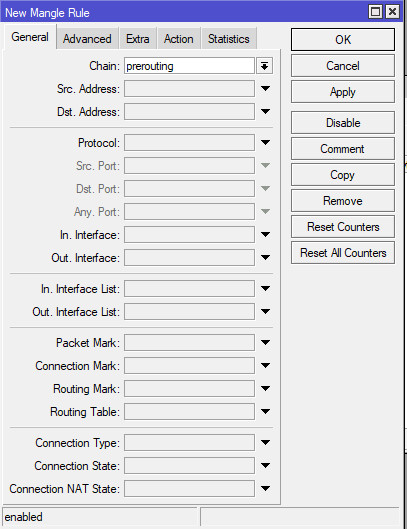 New Mangle Rule
General Advanced Extra Action Statistics
Chain: prerouting
Src. Address:
Dst. Address:
Protocol:
Src. Port:
Dst. Port:
Any. Port:
In. Interface:
Out. Interface:
In. Interface List:
Out. Interface List:
Packet Mark:
Connection Mark:
Routing Mark:
Routing Table:
Connection Type:
Connection State:
Connection NAT State:
OK
Cancel
Apply
Disable
Comment
Copy
Remove
Reset Counters
Reset All Counters
enabled